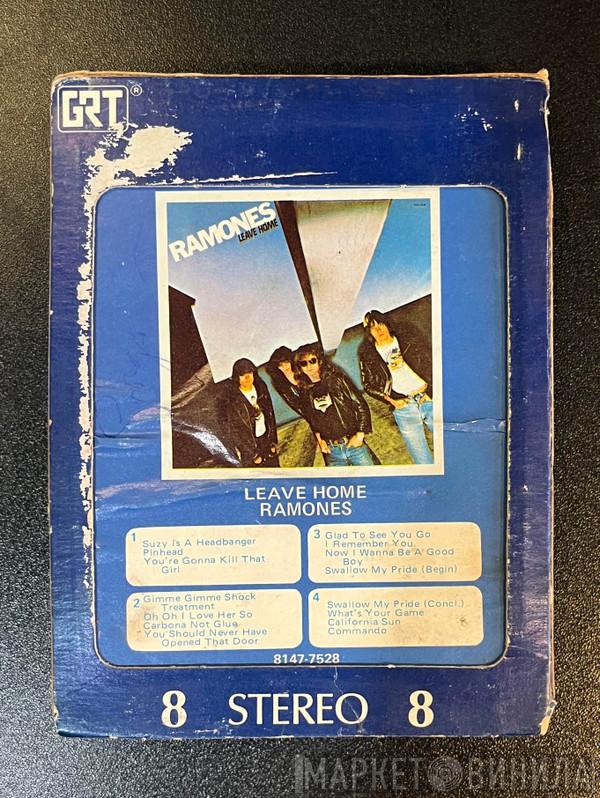 GRT®
RAMONES
LEAVE HOME
LEAVE HOME
RAMONES
1 Suzy Is A Headbanger
Pinhead
You're Gonna Kill That
Girl
2 Gimme Gimme Shock
Treatment
Oh Oh I Love Her So
Carbona Not Glue
You Should Never Have
Opened That Door
3 Glad To See You Go
I Remember You
Now I Wanna Be A Good
Boy
Swallow My Pride (Begin)
4 Swallow My Pride (Concl.)
What's Your Game
California Sun
Commando
8147-7528
8 STEREO 8
МАРКЕТ ВИНИЛА